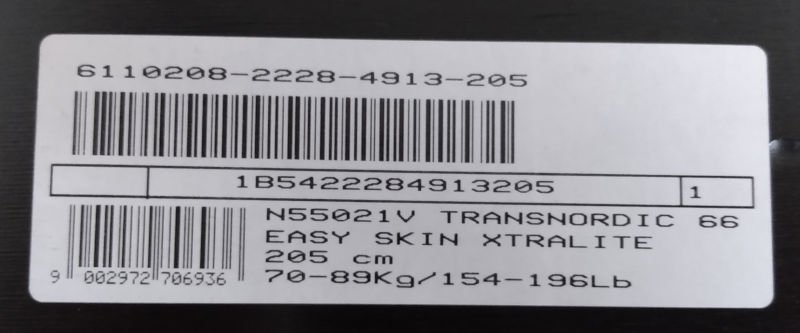 6110208-2228-4913-205
1B5422284913205
1
N55021V TRANSNORDIC 66
EASY SKIN XTRALITE
205 cm
70-89Kg/154-196Lb
9 002972 706936